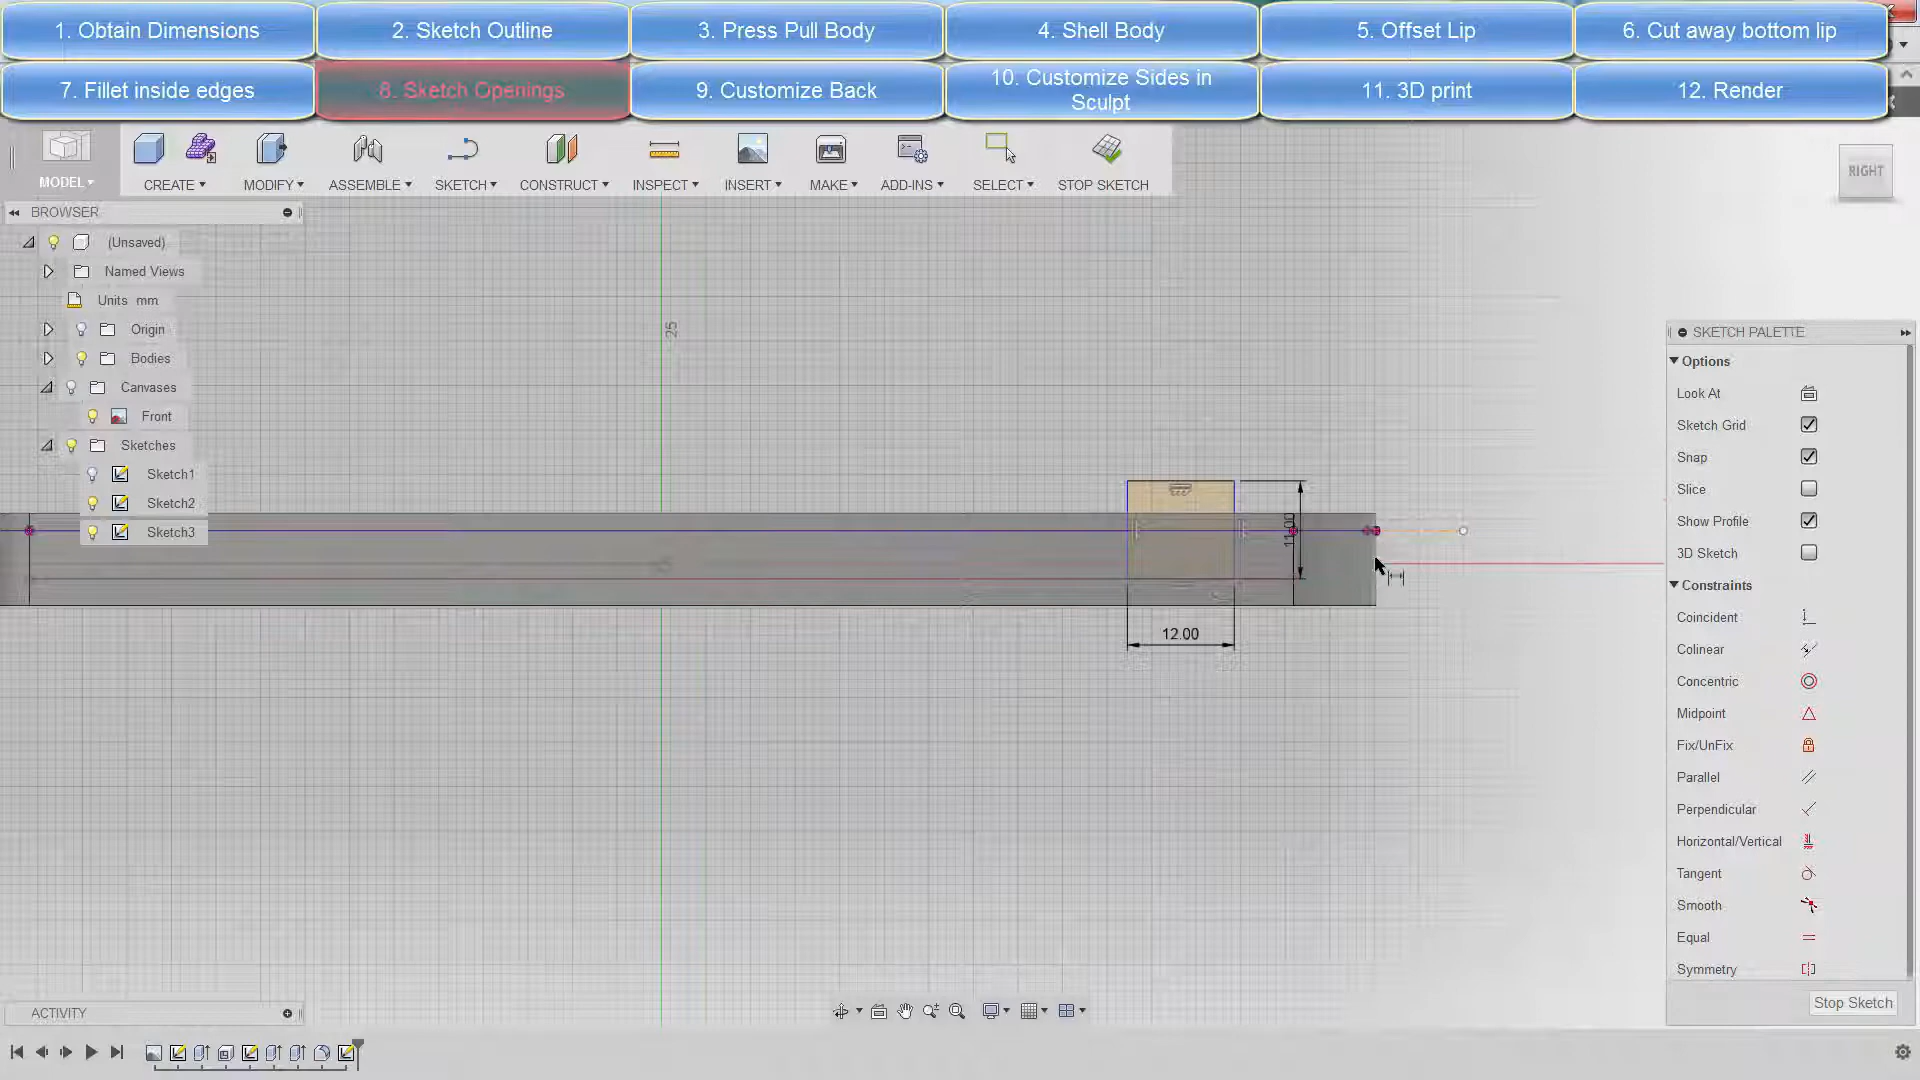 1. Obtain Dimensions
2. Sketch Outline
3. Press Pull Body
4. Shell Body
5. Offset Lip
6. Cut away bottom lip
7. Fillet inside edges
8. Sketch Openings
9. Customize Back
10. Customize Sides in
Sculpt
11. 3D print
12. Render
MODEL
CREATE
MODIFY
ASSEMBLE
SKETCH
CONSTRUCT
INSPECT
INSERT
MAKE
ADD-INS
SELECT
STOP SKETCH
RIGHT
BROWSER
(Unsaved)
Named Views
Units mm
Origin
Bodies
Canvases
Front
Sketches
Sketch1
Sketch2
Sketch3
25
11.00
12.00
SKETCH PALETTE
Options
Look At
Sketch Grid
Snap
Slice
Show Profile
3D Sketch
Constraints
Coincident
Colinear
Concentric
Midpoint
Fix/UnFix
Parallel
Perpendicular
Horizontal/Vertical
Tangent
Smooth
Equal
Symmetry
Stop Sketch
ACTIVITY